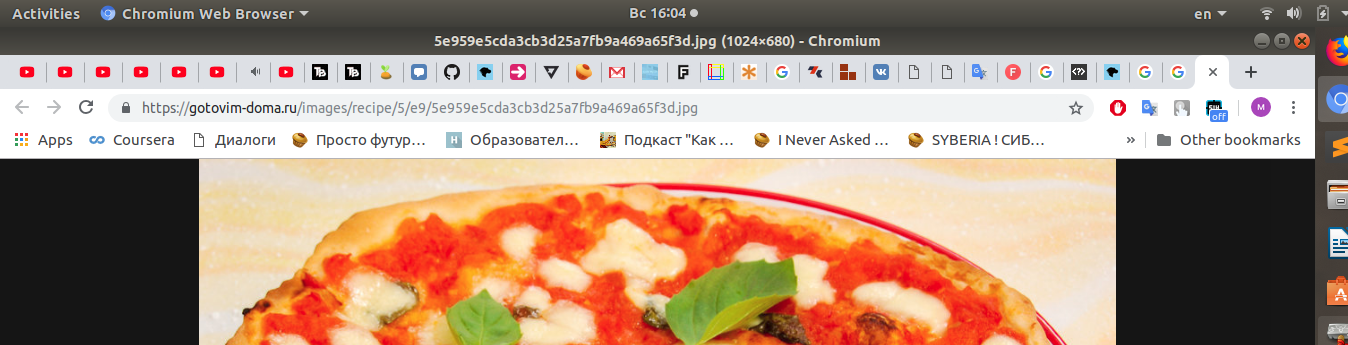 Activities Chromium Web Browser Вс 16:04 en
5e959e5cda3cb3d25a7fb9a469a65f3d.jpg (1024×680) - Chromium
https://gotovim-doma.ru/images/recipe/5/e9/5e959e5cda3cb3d25a7fb9a469a65f3d.jpg M off
Apps Coursera Диалоги Просто футур… H Образовател… Подкаст "Как … I Never Asked … SYBERIA ! СИБ… » Other bookmarks